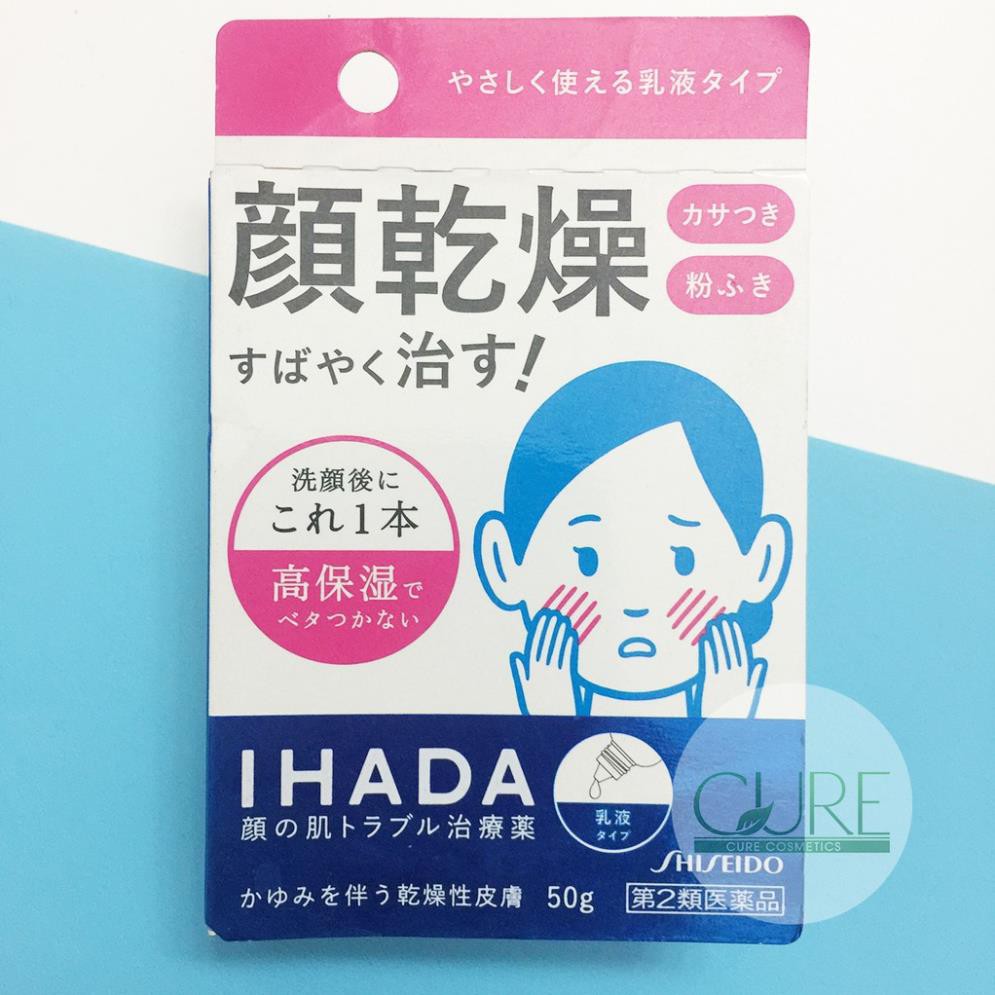 やさしく使える乳液タイプ
顔乾燥
カサつき
粉ふき
すばやく治す!
洗顔後に
これ1本
高保湿で
ベタつかない
IHADA
顔の肌トラブル治療薬
乳液
タイプ
SHISEIDO
かゆみを伴う乾燥性皮膚 50g 第2類医薬品
CURE
CURE COSMETICS